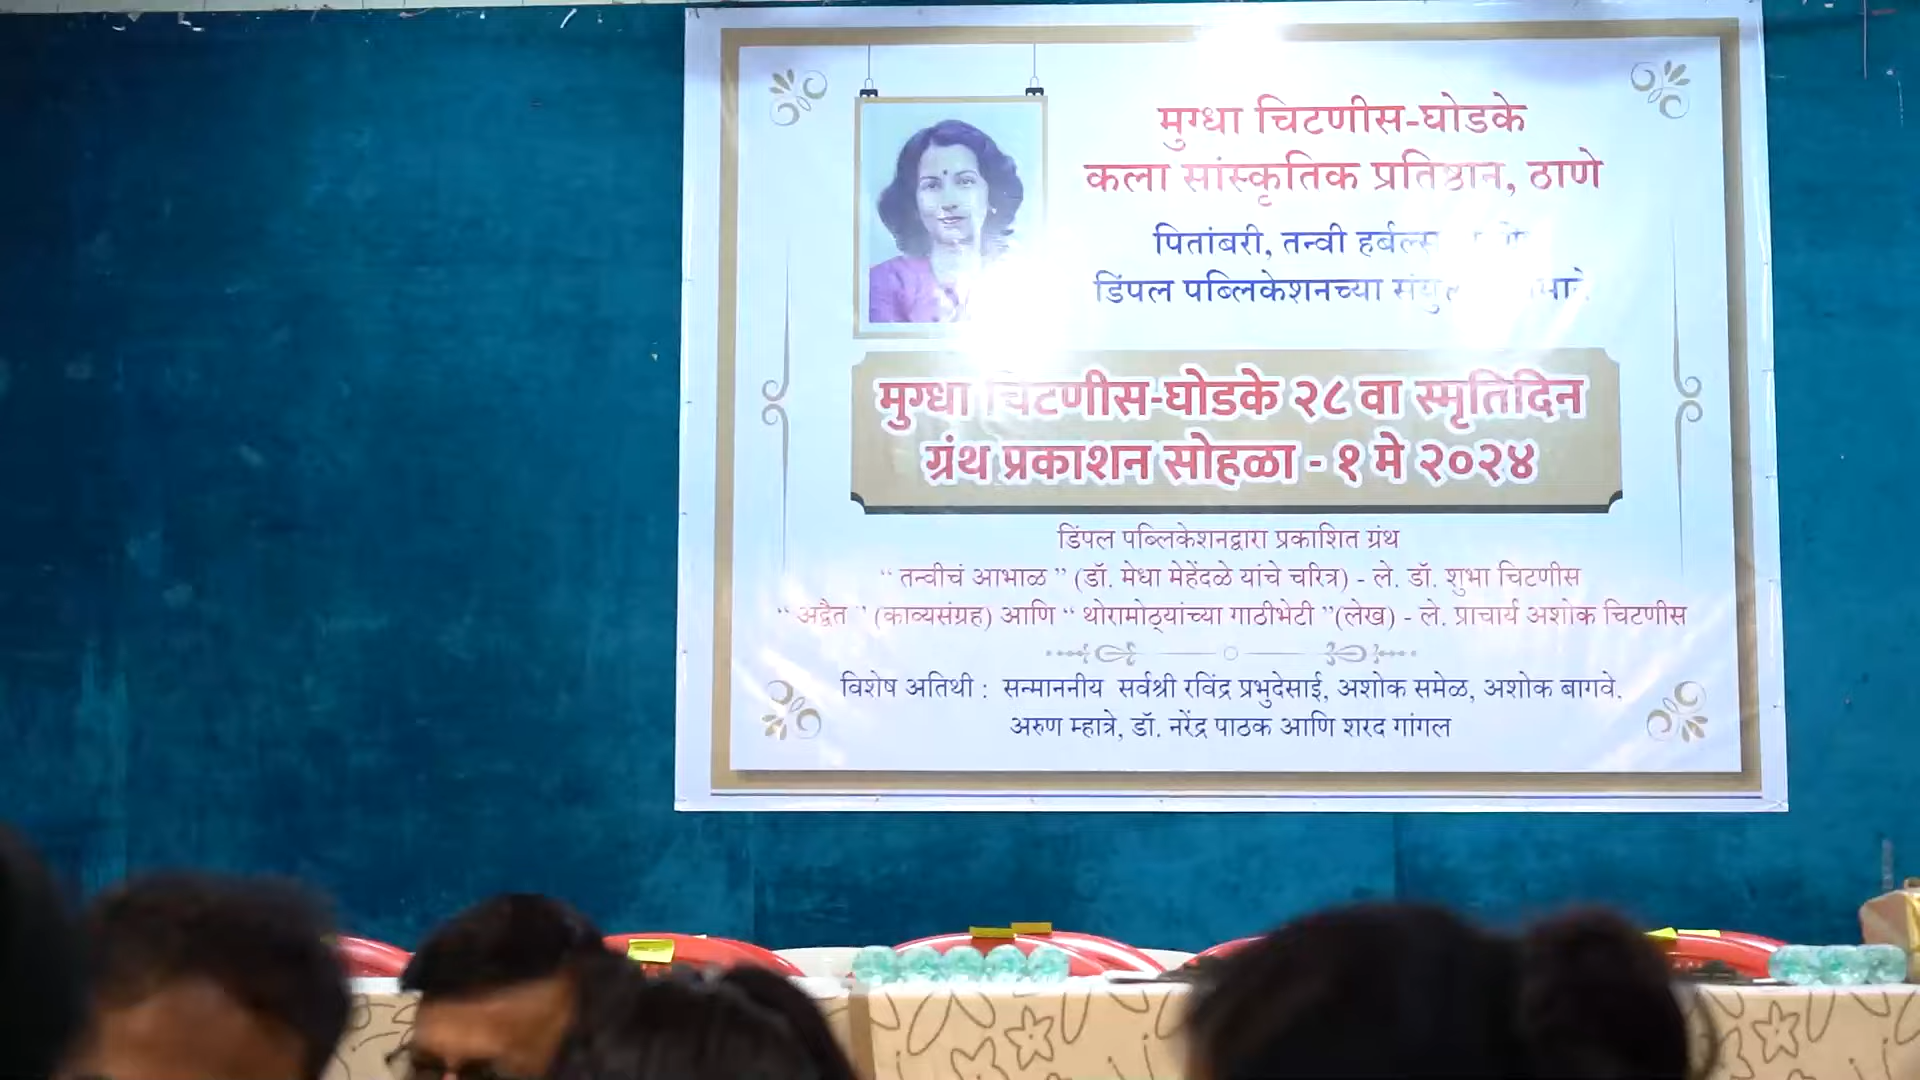 मुग्धा चिटणीस-घोडके
कला सांस्कृतिक प्रतिष्ठान, ठाणे
पितांबरी, तन्वी हर्बल्स
डिंपल पब्लिकेशनच्या
मुग्धा चिटणीस-घोडके २८ वा स्मृतिदिन
ग्रंथ प्रकाशन सोहळा - १ मे २०२४
डिंपल पब्लिकेशनद्वारा प्रकाशित ग्रंथ
“ तन्वीचं आभाळ ” (डॉ. मेधा मेहेंदळे यांचे चरित्र) - ले. डॉ. शुभा चिटणीस
“ अद्वैत ” (काव्यसंग्रह) आणि “ थोरामोठ्यांच्या गाठीभेटी ”(लेख) - ले. प्राचार्य अशोक चिटणीस
विशेष अतिथी : सन्माननीय सर्वश्री रविंद्र प्रभुदेसाई, अशोक समेळ, अशोक बागवे,
अरुण म्हात्रे, डॉ. नरेंद्र पाठक आणि शरद गांगल